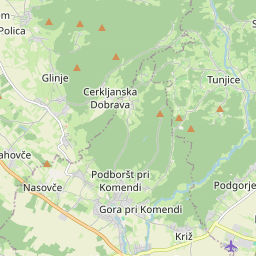 Polica
Glinje
Tunjice
Cerkljanska
Dobrava
ahovče
Nasovče
Podboršt pri
Komendi
Podgorje
Gora pri Komendi
Križ